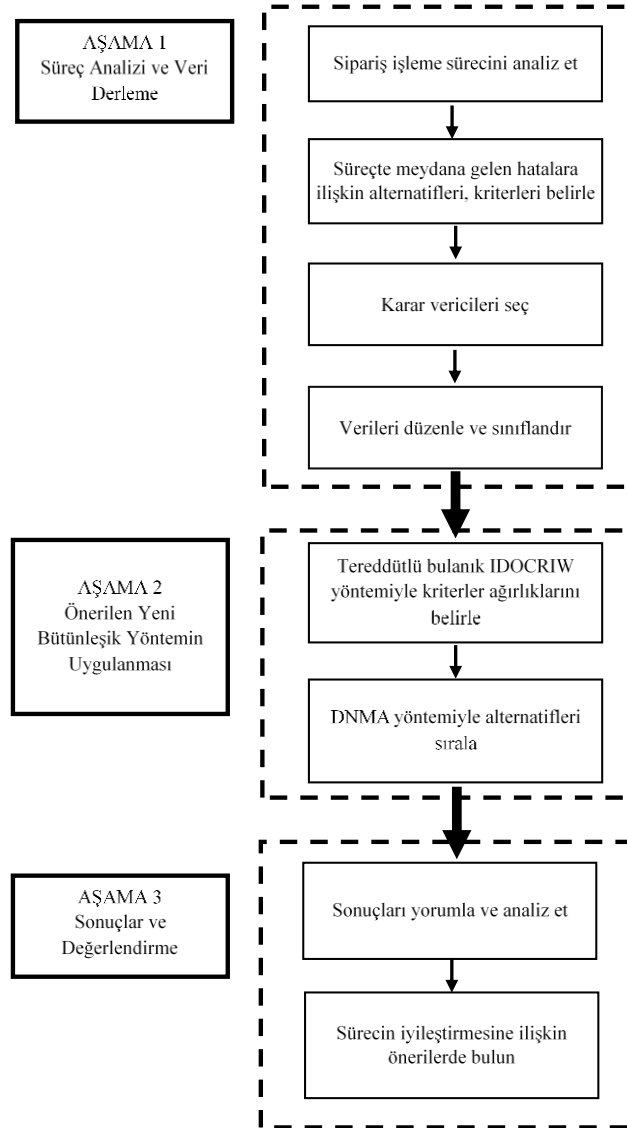 AŞAMA 1
Süreç Analizi ve Veri
Derleme
Sipariş işleme sürecini analiz et
Süreçte meydana gelen hatalara
ilişkin alternatifleri, kriterleri belirle
Karar vericileri seç
Verileri düzenle ve sınıflandır
AŞAMA 2
Önerilen Yeni
Bütünleşik Yöntemin
Uygulanması
Tereddütlü bulanık IDOCRIW
yöntemiyle kriterler ağırlıklarını
belirle
DNMA yöntemiyle alternatifleri
sırala
AŞAMA 3
Sonuçlar ve
Değerlendirme
Sonuçları yorumla ve analiz et
Sürecin iyileştirmesine ilişkin
önerilerde bulun